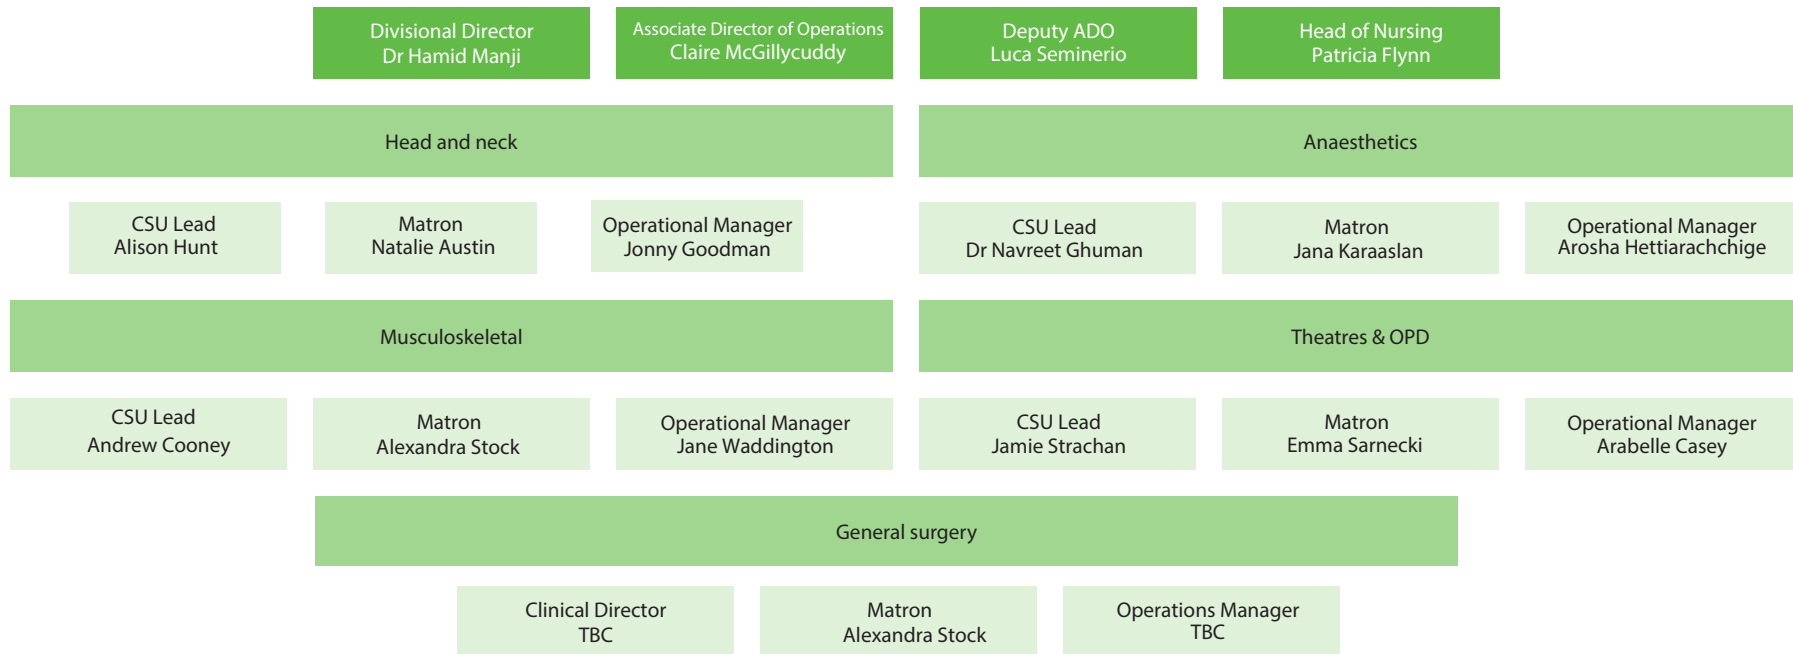 Divisional Director
Dr Hamid Manji
Associate Director of Operations
Claire McGillycuddy
Deputy ADO
Luca Seminerio
Head of Nursing
Patricia Flynn
Head and neck
CSU Lead
Alison Hunt
Matron
Natalie Austin
Operational Manager
Jonny Goodman
Anaesthetics
CSU Lead
Dr Navreet Ghuman
Matron
Jana Karaaslan
Operational Manager
Arosha Hettiarachchige
Musculoskeletal
CSU Lead
Andrew Cooney
Matron
Alexandra Stock
Operational Manager
Jane Waddington
Theatres & OPD
CSU Lead
Jamie Strachan
Matron
Emma Sarnecki
Operational Manager
Arabelle Casey
General surgery
Clinical Director
TBC
Matron
Alexandra Stock
Operations Manager
TBC